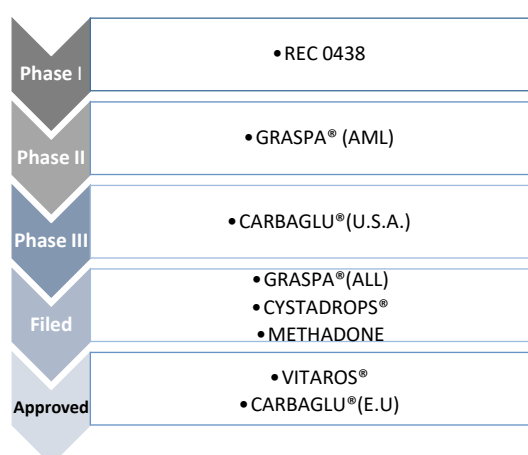 Phase I
•REC 0438
Phase II
•GRASPA® (AML)
Phase III
•CARBAGLU®(U.S.A.)
Filed
•GRASPA®(ALL)
•CYSTADROPS®
•METHADONE
Approved
•VITAROS®
•CARBAGLU®(E.U)